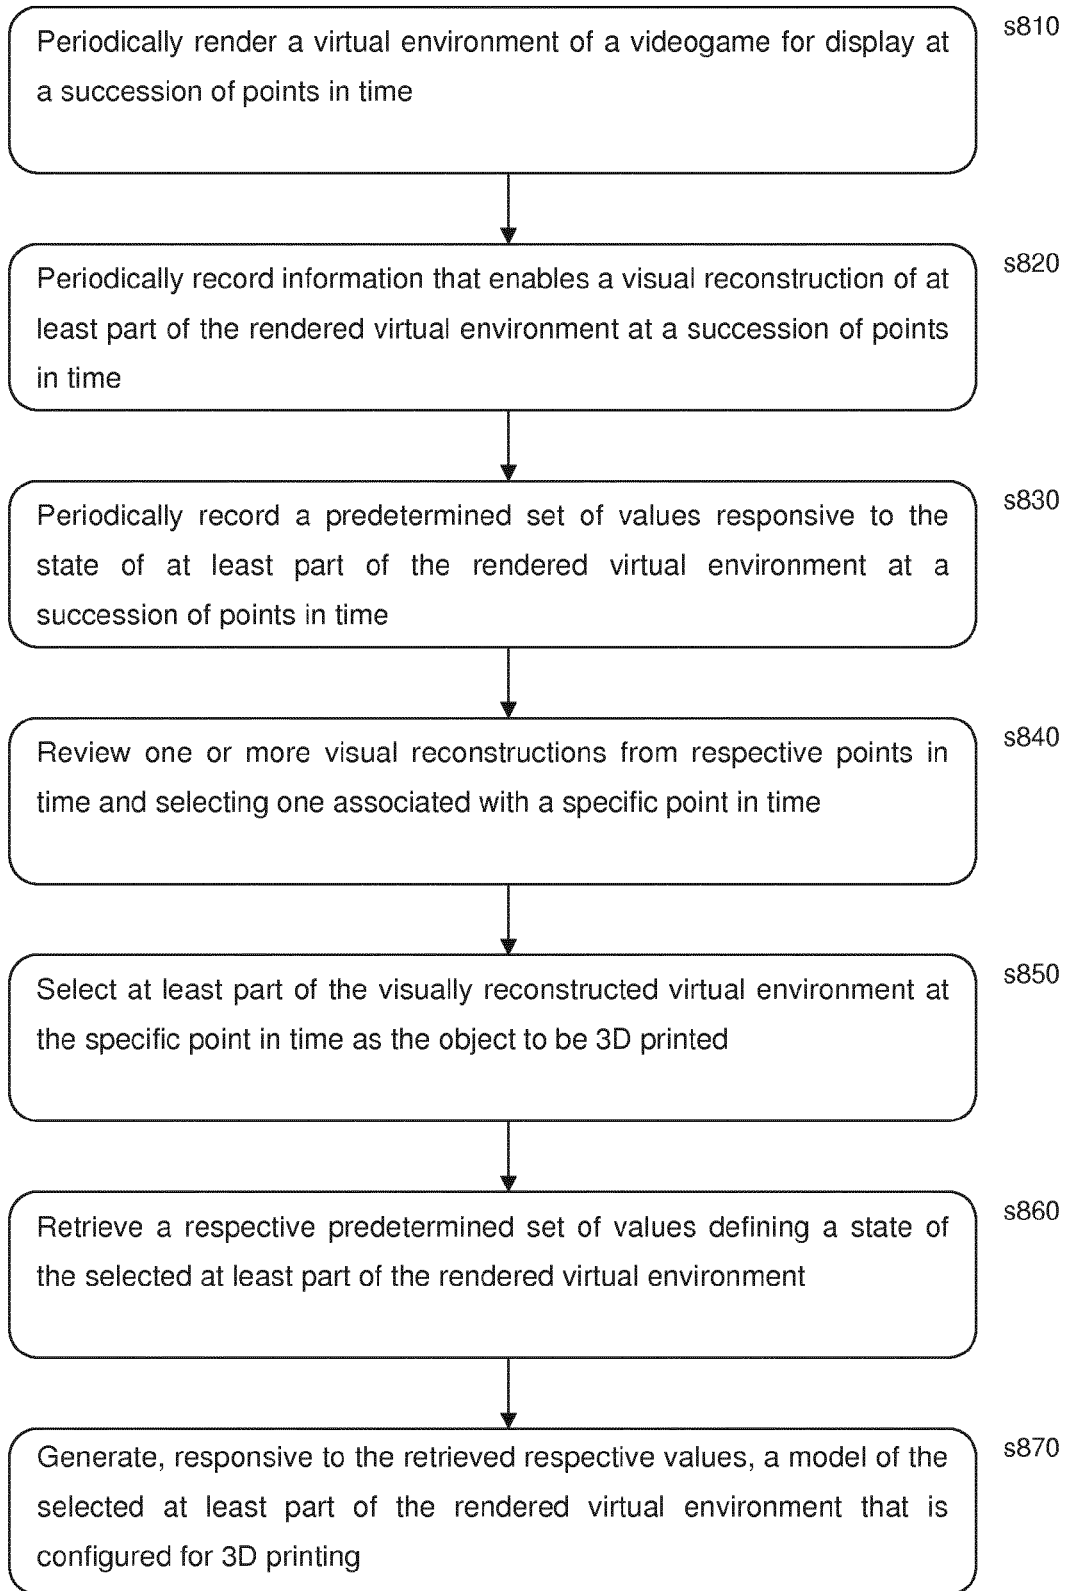 Periodically render a virtual environment of a videogame for display at
a succession of points in time
s810
Periodically record information that enables a visual reconstruction of at
least part of the rendered virtual environment at a succession of points
in time
s820
Periodically record a predetermined set of values responsive to the
state of at least part of the rendered virtual environment at a
succession of points in time
s830
Review one or more visual reconstructions from respective points in
time and selecting one associated with a specific point in time
s840
Select at least part of the visually reconstructed virtual environment at
the specific point in time as the object to be 3D printed
s850
Retrieve a respective predetermined set of values defining a state of
the selected at least part of the rendered virtual environment
s860
Generate, responsive to the retrieved respective values, a model of the
selected at least part of the rendered virtual environment that is
configured for 3D printing
s870